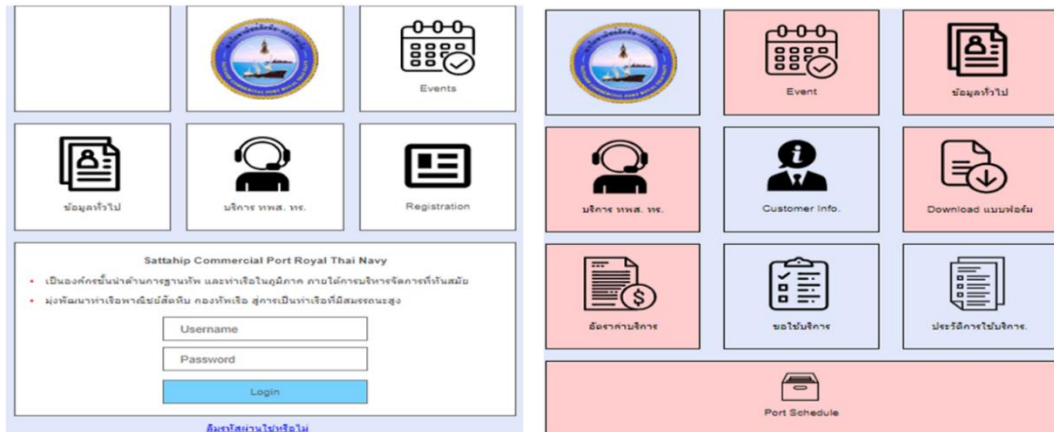 Events
ข้อมูลทั่วไป
บริการ ทพส. ทร.
Registration
Sattahip Commercial Port Royal Thai Navy
เป็นองค์กรชั้นนำด้านการฐานทัพ และท่าเรือในภูมิภาค ภายใต้การบริหารจัดการที่ทันสมัย
มุ่งพัฒนาท่าเรือพาณิชย์สัตหีบ กองทัพเรือ สู่การเป็นท่าเรือที่มีสมรรถนะสูง
Username
Password
Login
ลืมรหัสผ่านใช่หรือไม่
Event
ข้อมูลทั่วไป
บริการ ทพส. ทร.
Customer Info.
Download แบบฟอร์ม
อัตราค่าบริการ
ขอใช้บริการ
ประวัติการใช้บริการ.
Port Schedule